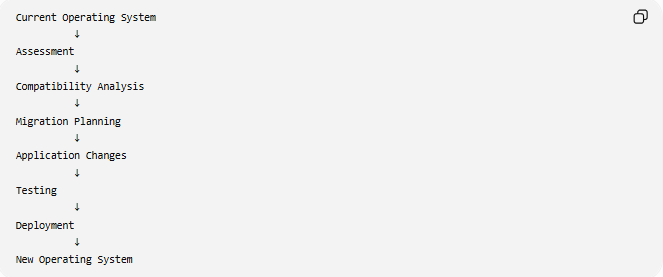 Current Operating System
↓
Assessment
↓
Compatibility Analysis
↓
Migration Planning
↓
Application Changes
↓
Testing
↓
Deployment
↓
New Operating System